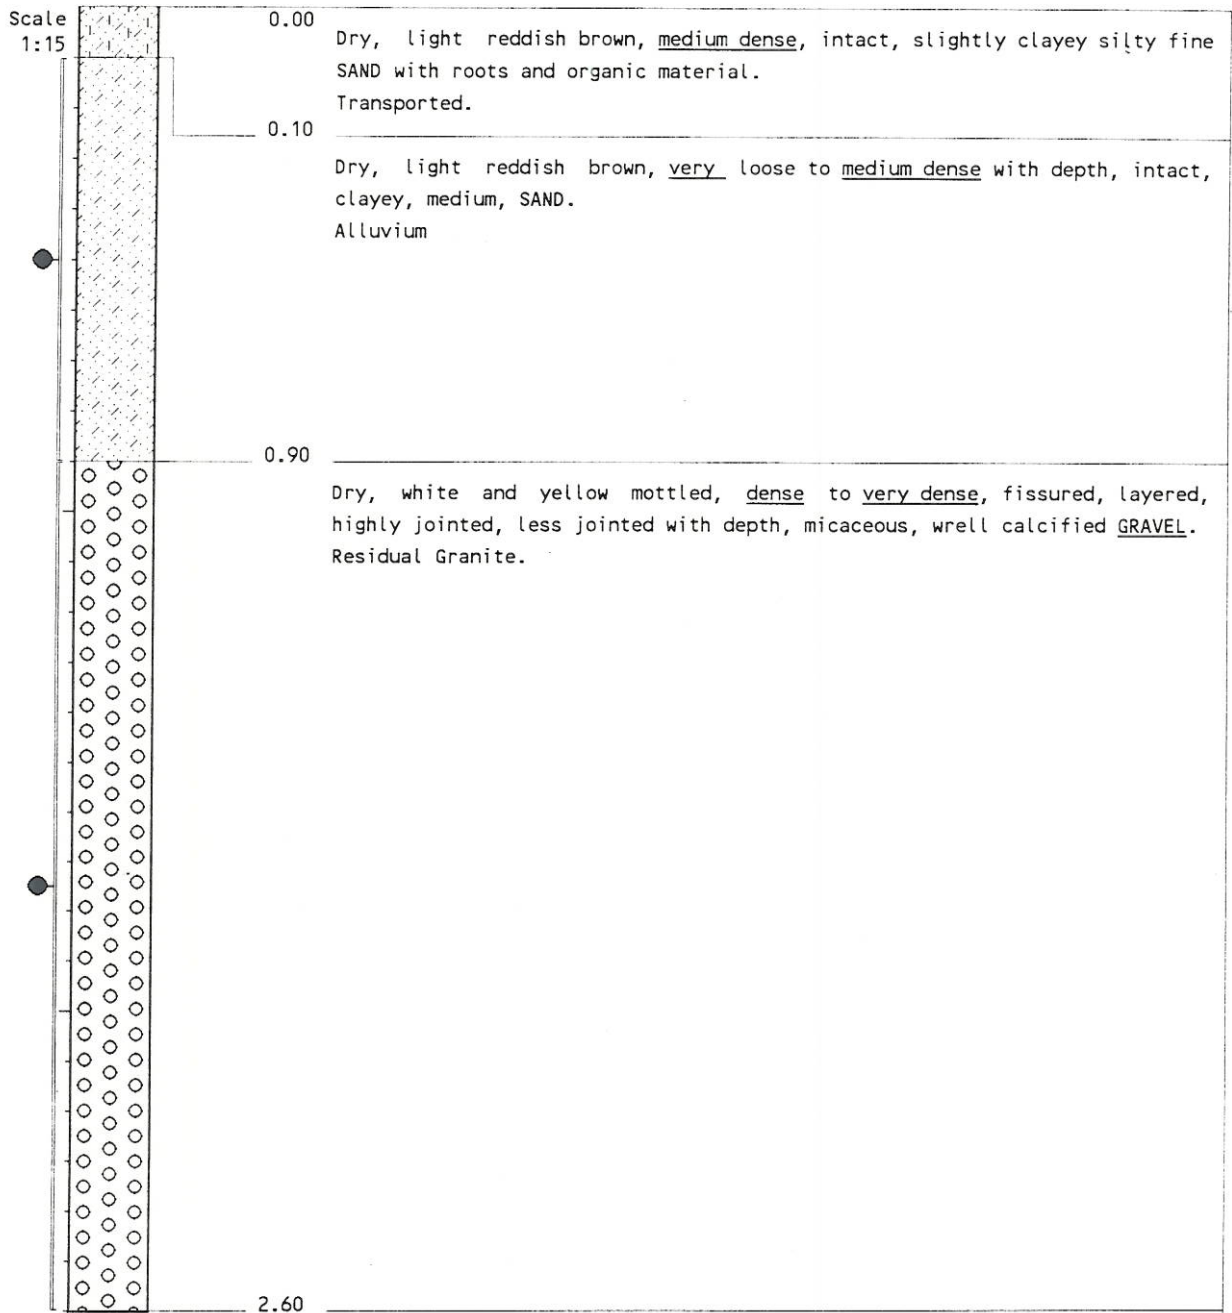 Scale
1:15
0.00
Dry, light reddish brown, medium dense, intact, slightly clayey silty fine
SAND with roots and organic material.
Transported.
0.10
Dry, light reddish brown, very loose to medium dense with depth, intact,
clayey, medium, SAND.
Alluvium
0.90
Dry, white and yellow mottled, dense to very dense, fissured, layered,
highly jointed, less jointed with depth, micaceous, wrell calcified GRAVEL.
Residual Granite.
2.60